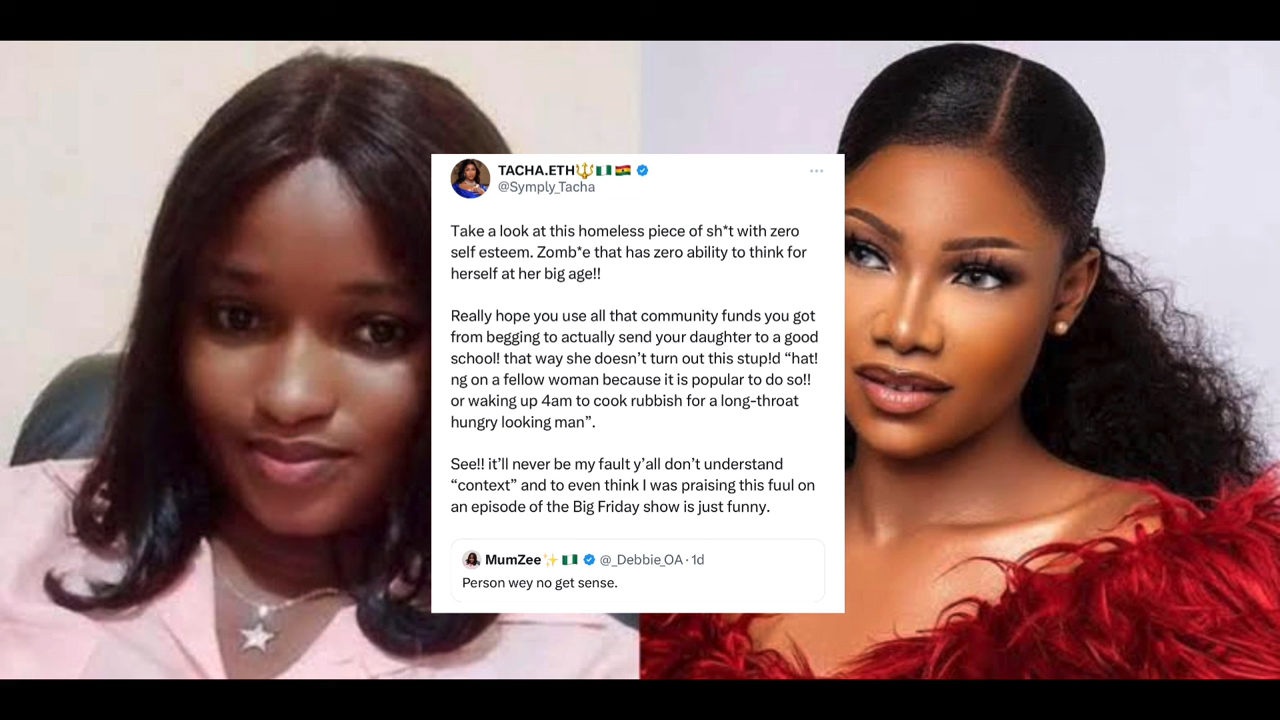 TACHA.ETH🔱🇳🇬🇬🇭
@Symply_Tacha
Take a look at this homeless piece of sh*t with zero
self esteem. Zomb*e that has zero ability to think for
herself at her big age!!
Really hope you use all that community funds you got
from begging to actually send your daughter to a good
school! that way she doesn’t turn out this stup!d “hat!
ng on a fellow woman because it is popular to do so!!
or waking up 4am to cook rubbish for a long-throat
hungry looking man”.
See!! it’ll never be my fault y’all don’t understand
“context” and to even think I was praising this fuul on
an episode of the Big Friday show is just funny.
MumZee✨🇳🇬 @_Debbie_OA · 1d
Person wey no get sense.